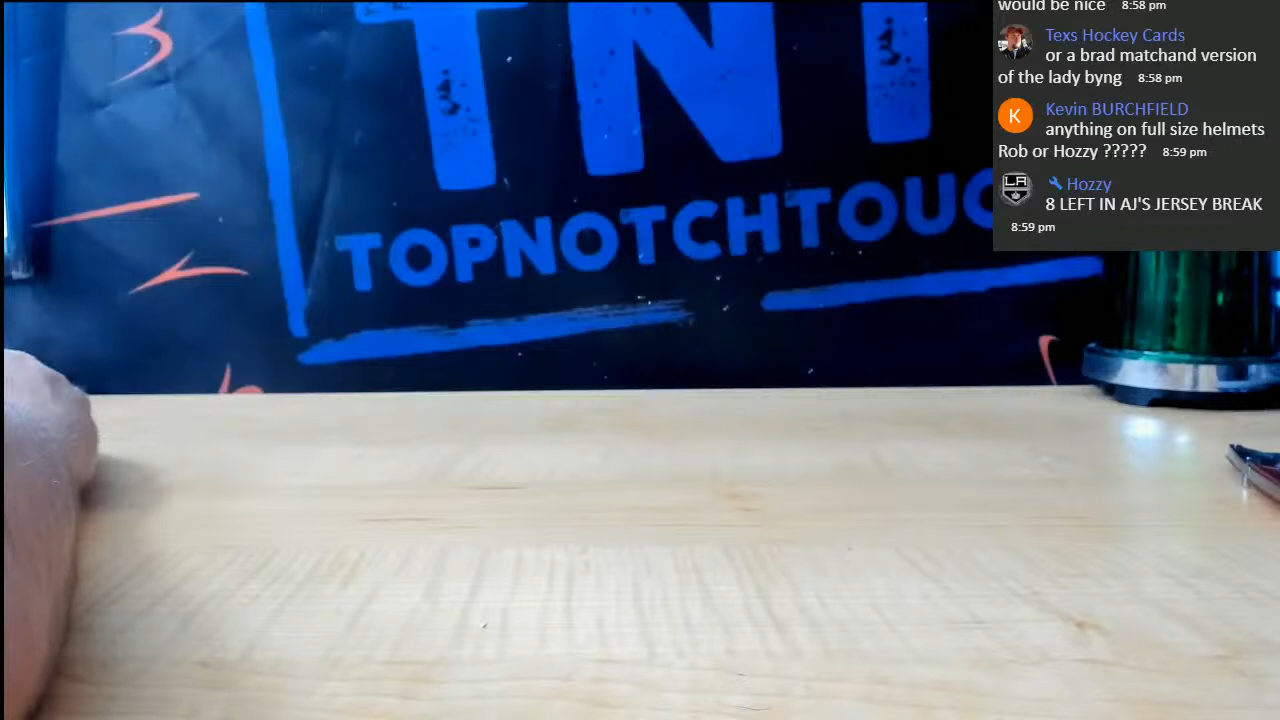 TNT
TOPNOTCHTOUC
would be nice 8:58 pm
Texs Hockey Cards
or a brad matchand version
of the lady byng 8:58 pm
K
Kevin BURCHFIELD
anything on full size helmets
Rob or Hozzy ????? 8:59 pm
LA
Hozzy
8 LEFT IN AJ'S JERSEY BREAK
8:59 pm